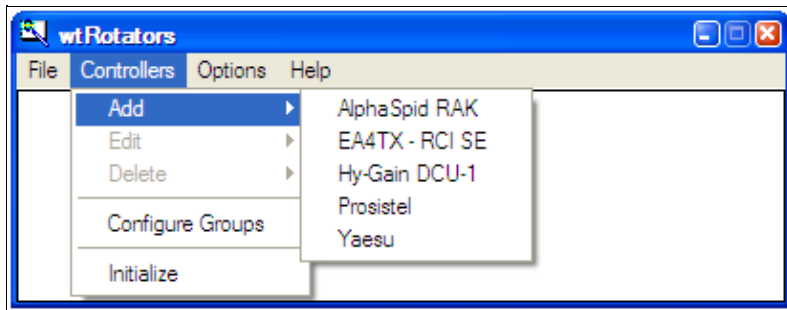 wtRotators
File Controllers Options Help
Add
Edit
Delete
Configure Groups
Initialize
AlphaSpid RAK
EA4TX - RCI SE
Hy-Gain DCU-1
Prosistel
Yaesu